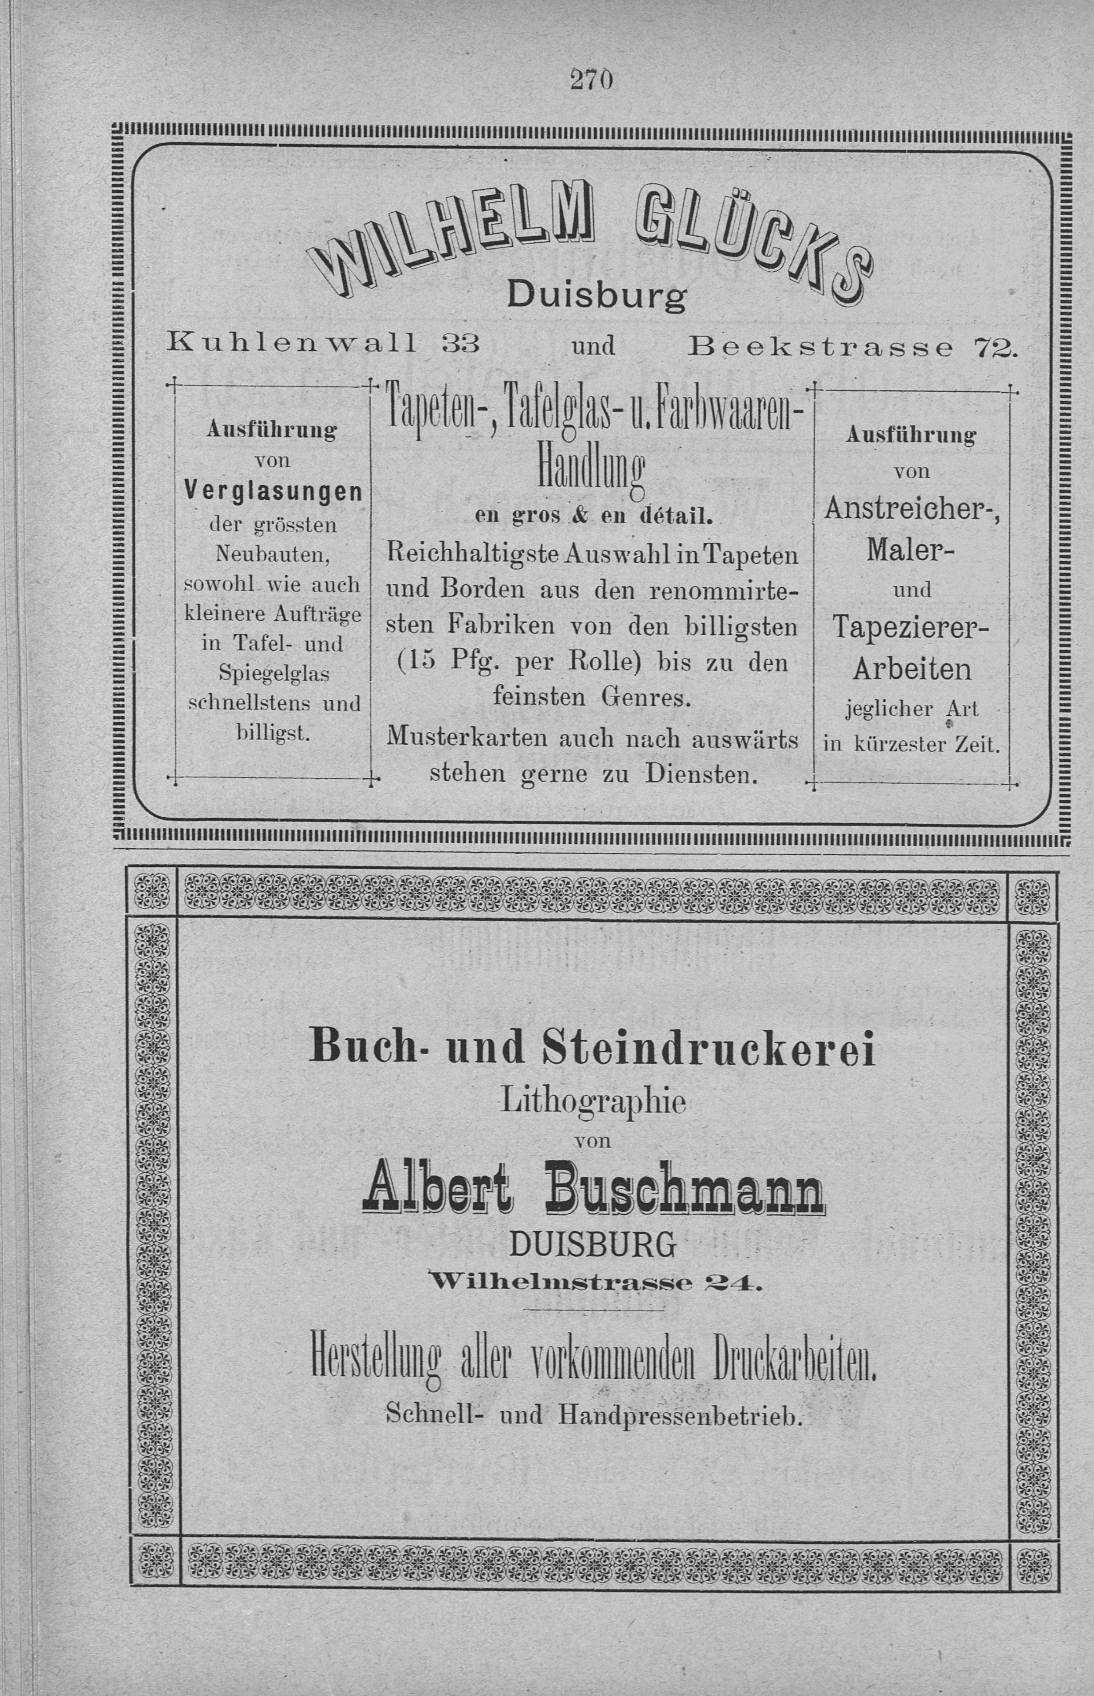 270
WILHELM GLÜCKS
Duisburg
Kuhlenwall 33 und Beekstrasse 72.
Ausführung
von
Verglasungen
der grössten
Neubauten,
sowohl wie auch
kleinere Aufträge
in Tafel- und
Spiegelglas
schnellstens und
billigst.
Tapeten-, Tafelglas- u. Farbwaaren-
Handlung
en gros & en détail.
Reichhaltigste Auswahl in Tapeten
und Borden aus den renommirte-
sten Fabriken von den billigsten
(15 Pfg. per Rolle) bis zu den
feinsten Genres.
Musterkarten auch nach auswärts
stehen gerne zu Diensten.
Ausführung
von
Anstreicher-,
Maler-
und
Tapezierer-
Arbeiten
jeglicher Art
in kürzester Zeit.
Buch- und Steindruckerei
Lithographie
von
Albert Buschmann
DUISBURG
Wilhelmstrasse 24.
Herstellung aller vorkommenden Druckarbeiten.
Schnell- und Handpressenbetrieb.